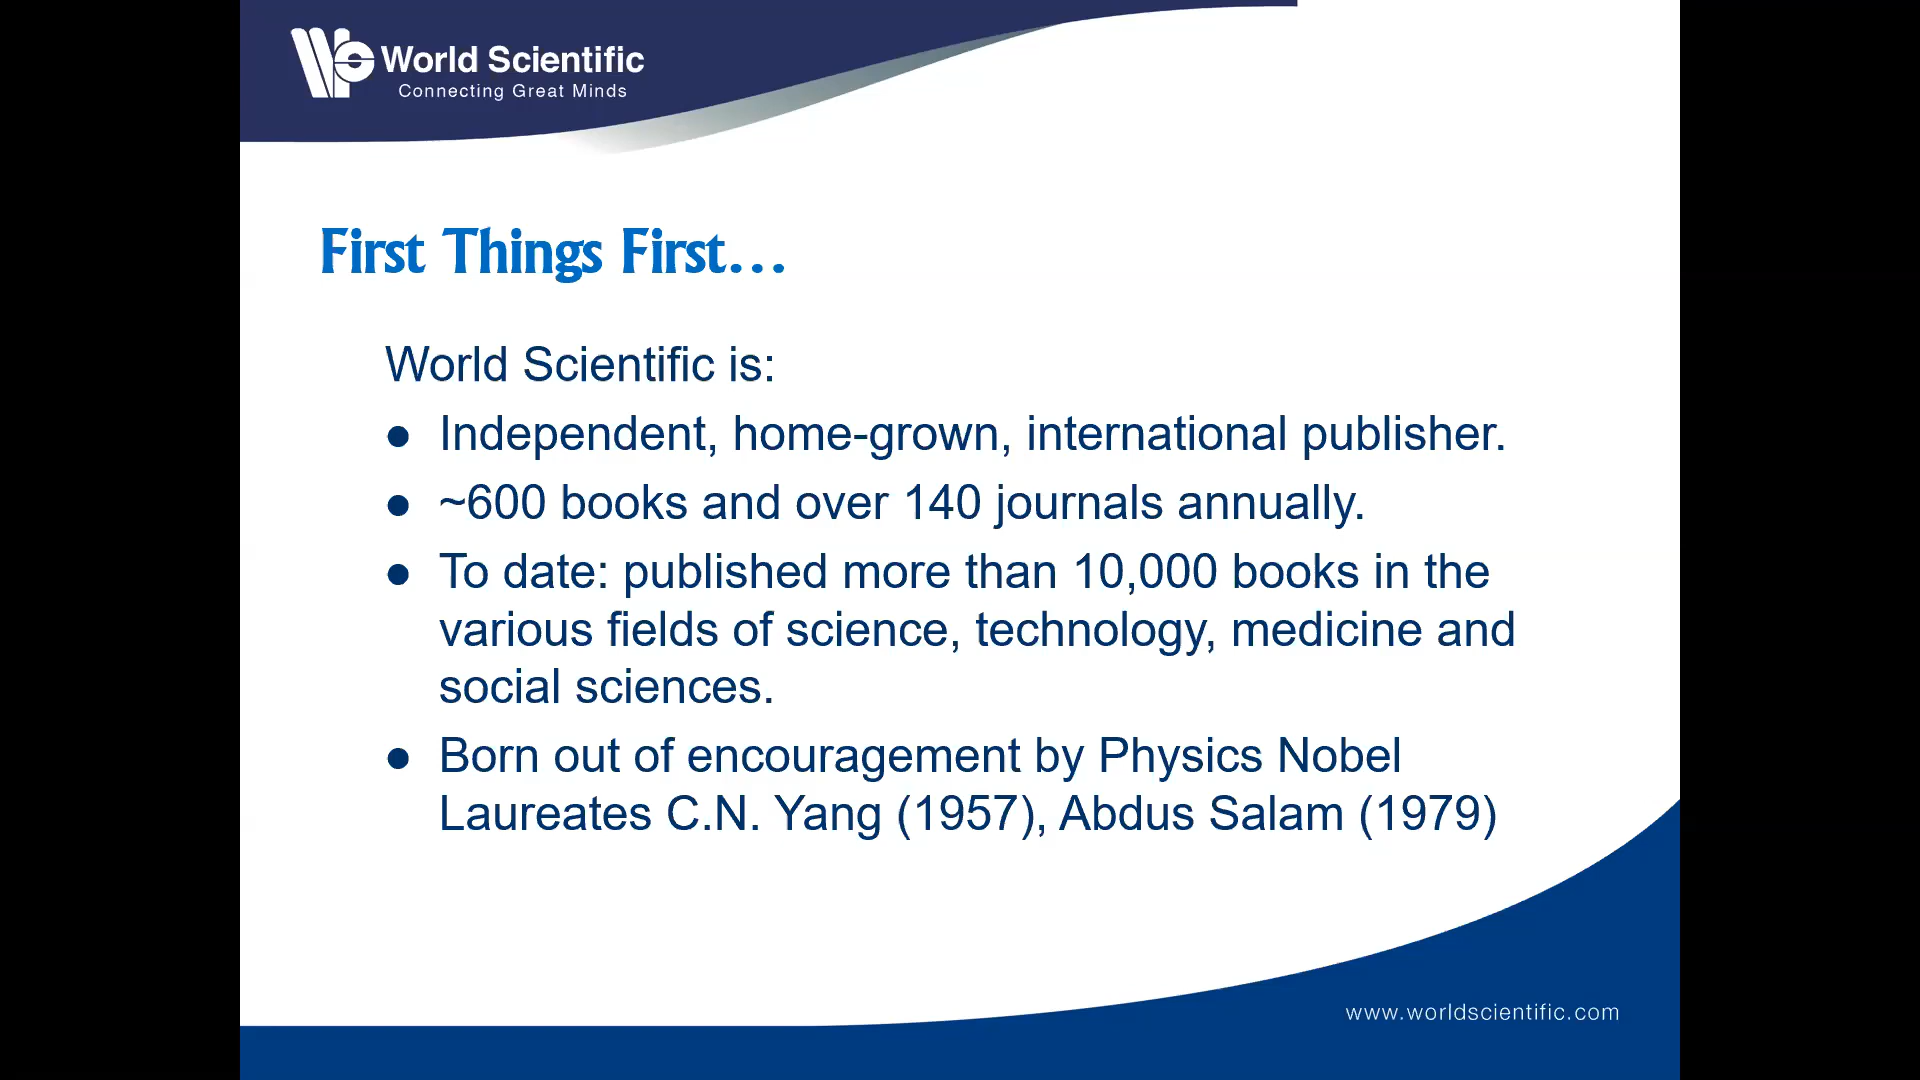 World Scientific
Connecting Great Minds
First Things First...
World Scientific is:
● Independent, home-grown, international publisher.
● ~600 books and over 140 journals annually.
● To date: published more than 10,000 books in the
various fields of science, technology, medicine and
social sciences.
● Born out of encouragement by Physics Nobel
Laureates C.N. Yang (1957), Abdus Salam (1979)
www.worldscientific.com